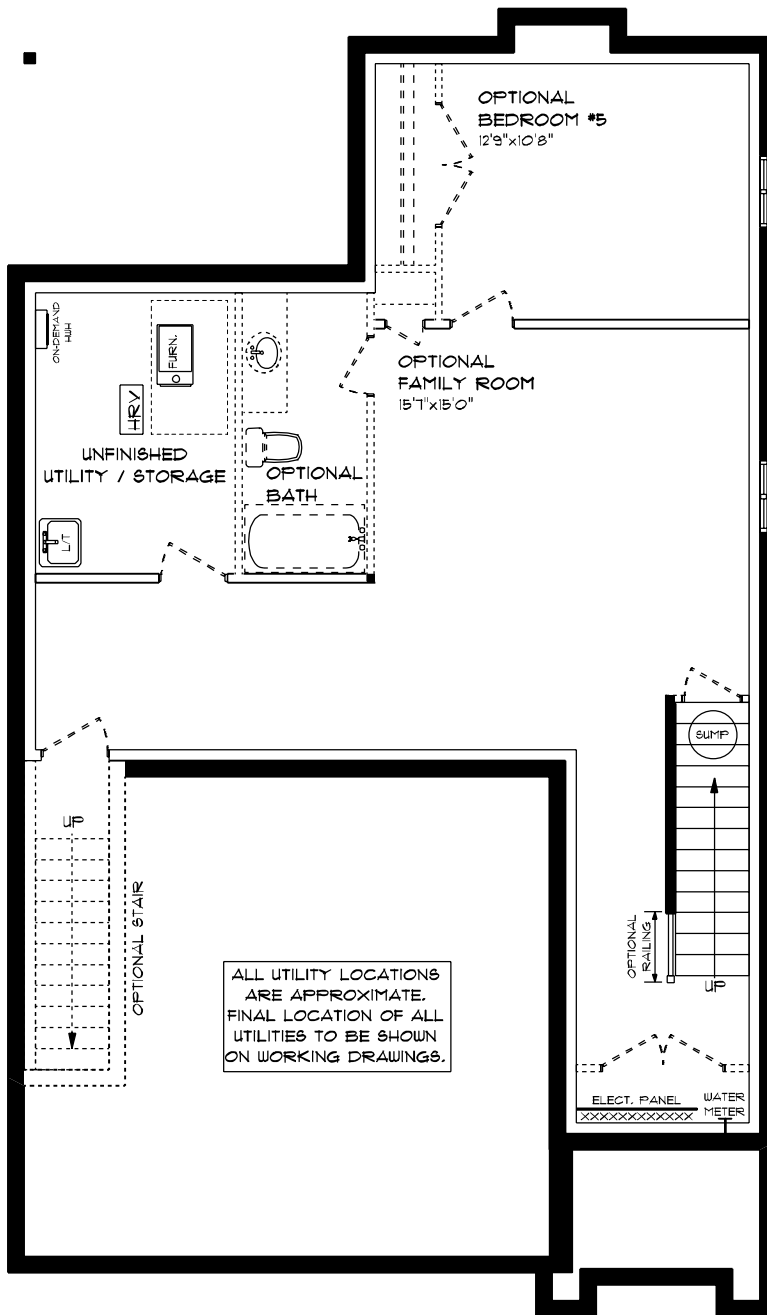 OPTIONAL
BEDROOM #5
12'9"x10'8"
ON-DEMAND
HWH
FURN.
HRV
OPTIONAL
FAMILY ROOM
15'7"x15'0"
UNFINISHED
UTILITY / STORAGE
OPTIONAL
BATH
L/T
SUMP
UP
OPTIONAL STAIR
OPTIONAL
RAILING
UP
ALL UTILITY LOCATIONS
ARE APPROXIMATE.
FINAL LOCATION OF ALL
UTILITIES TO BE SHOWN
ON WORKING DRAWINGS.
ELECT. PANEL
WATER
METER